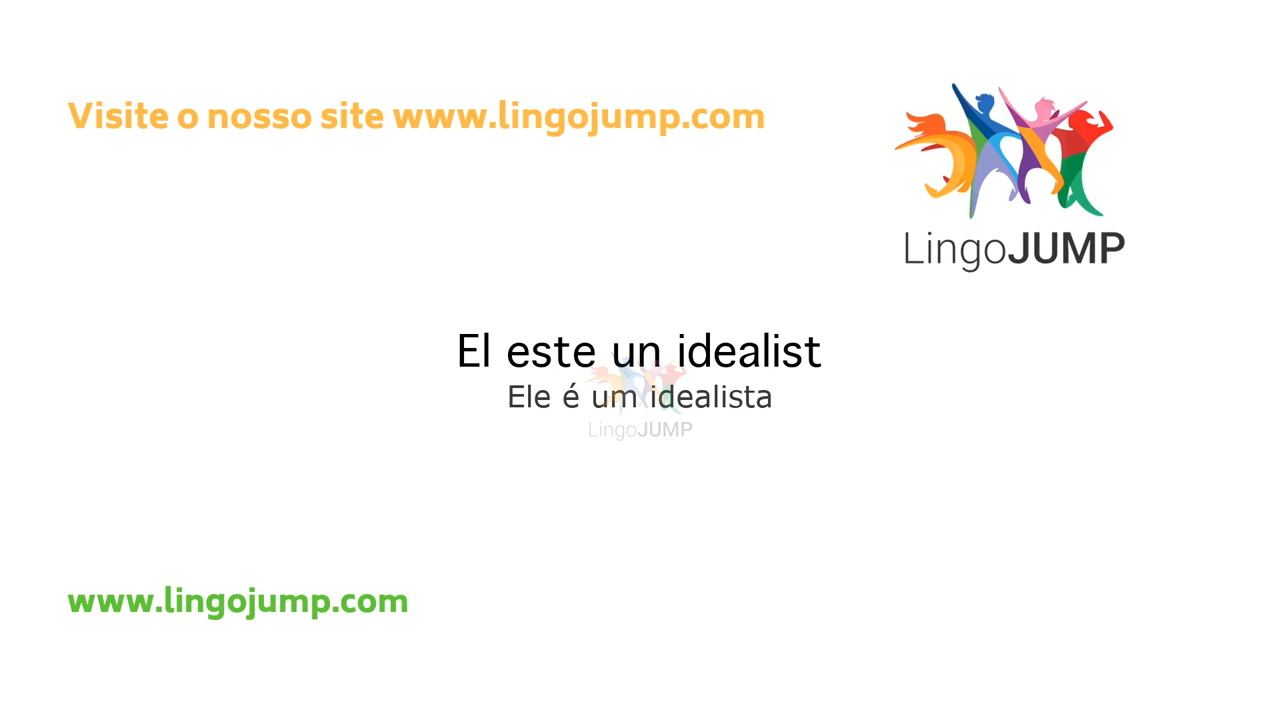 Visite o nosso site www.lingojump.com
LingoJUMP
El este un idealist
Ele é um idealista
LingoJUMP
www.lingojump.com